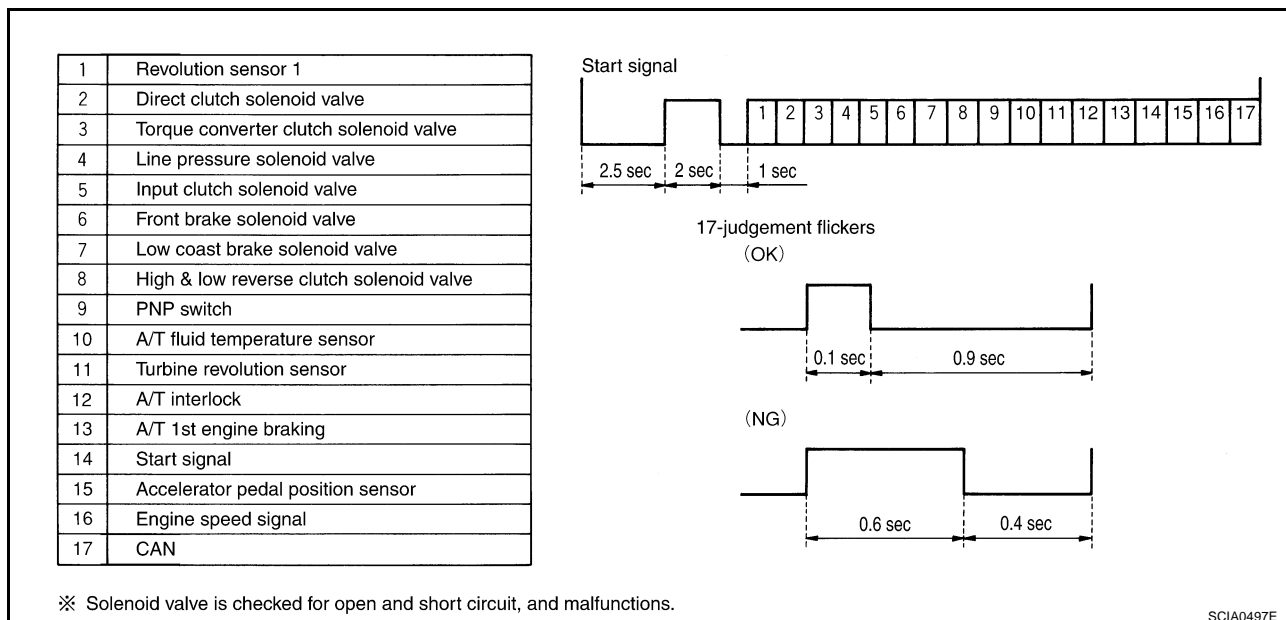 1 Revolution sensor 1
2 Direct clutch solenoid valve
3 Torque converter clutch solenoid valve
4 Line pressure solenoid valve
5 Input clutch solenoid valve
6 Front brake solenoid valve
7 Low coast brake solenoid valve
8 High & low reverse clutch solenoid valve
9 PNP switch
10 A/T fluid temperature sensor
11 Turbine revolution sensor
12 A/T interlock
13 A/T 1st engine braking
14 Start signal
15 Accelerator pedal position sensor
16 Engine speed signal
17 CAN
Start signal
1 2 3 4 5 6 7 8 9 10 11 12 13 14 15 16 17
2.5 sec 2 sec 1 sec
17-judgement flickers
(OK)
0.1 sec 0.9 sec
(NG)
0.6 sec 0.4 sec
※ Solenoid valve is checked for open and short circuit, and malfunctions.
SCIA0497E